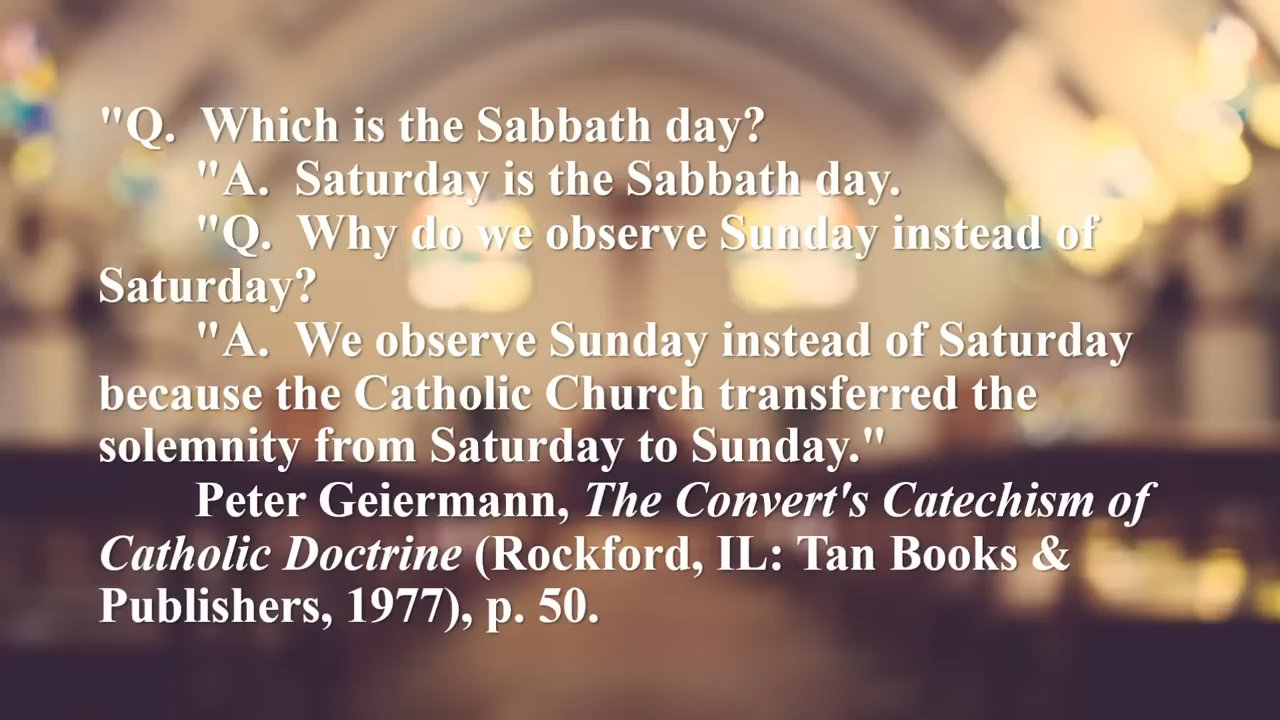 "Q.  Which is the Sabbath day?
"A.  Saturday is the Sabbath day.
"Q.  Why do we observe Sunday instead of
Saturday?
"A.  We observe Sunday instead of Saturday
because the Catholic Church transferred the
solemnity from Saturday to Sunday."
Peter Geiermann, The Convert's Catechism of
Catholic Doctrine (Rockford, IL: Tan Books &
Publishers, 1977), p. 50.